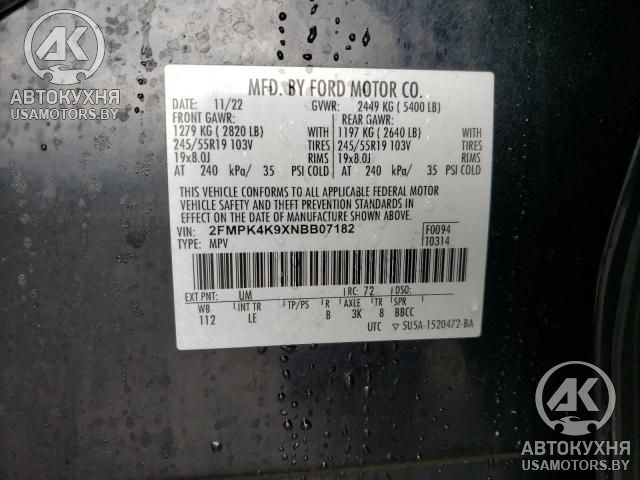 АК
АВТОКУХНЯ
USAMOTORS.BY
MFD. BY FORD MOTOR CO.
DATE: 11/22 GVWR: 2449 KG ( 5400 LB)
FRONT GAWR: REAR GAWR:
1279 KG ( 2820 LB) WITH 1197 KG ( 2640 LB) WITH
245/55R19 103V TIRES 245/55R19 103V TIRES
19x8.0J RIMS 19x8.0J RIMS
AT 240 kPa/ 35 PSI COLD AT 240 kPa/ 35 PSI COLD
THIS VEHICLE CONFORMS TO ALL APPLICABLE FEDERAL MOTOR
VEHICLE SAFETY AND THEFT PREVENTION STANDARDS IN
EFFECT ON THE DATE OF MANUFACTURE SHOWN ABOVE.
VIN: 2FMPK4K9XNBB07182 F0094
TYPE: MPV T0314
EXT PNT: UM RC: 72 DSO:
WB INT TR TP/PS R AXLE TR SPR
112 LE B 3K 8 BBCC
UTC ▽ 5U5A-1520472-BA
АК
АВТОКУХНЯ
USAMOTORS.BY